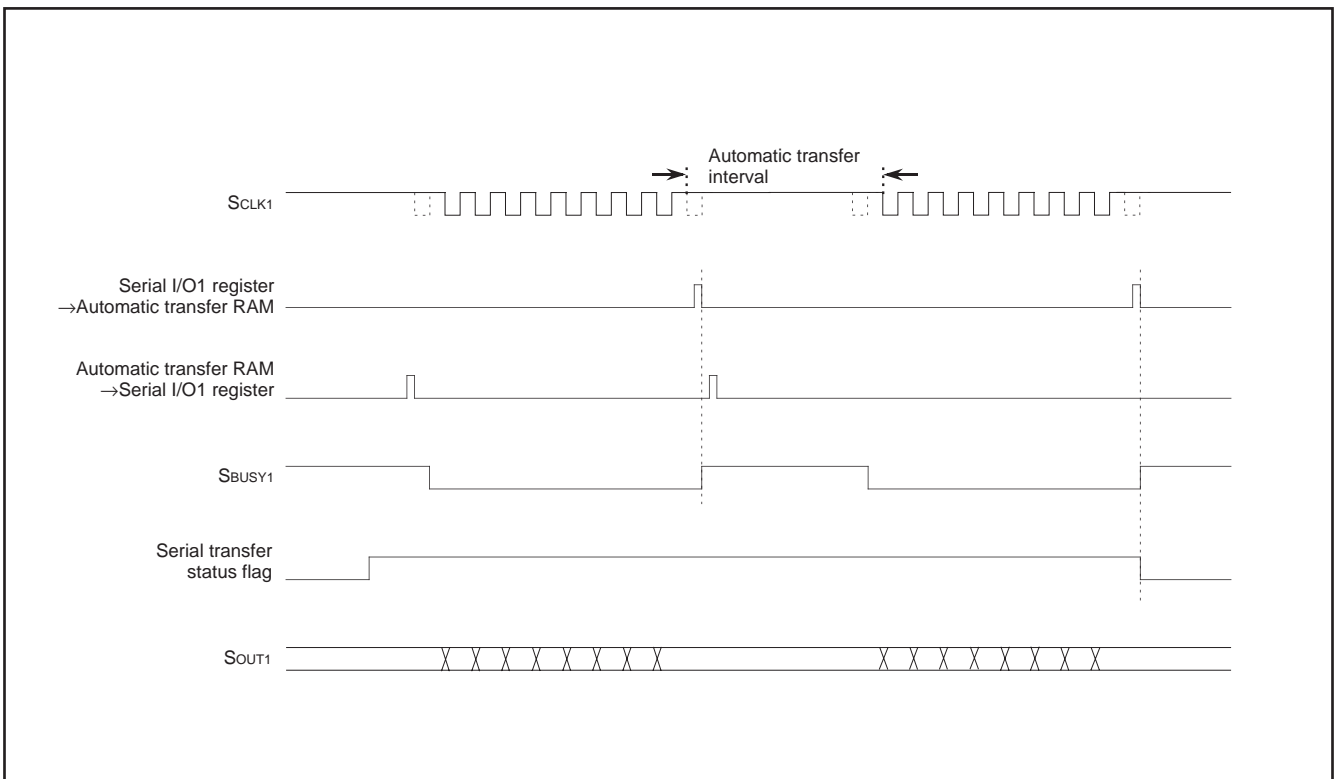 Automatic transfer
interval
SCLK1
Serial I/O1 register
→Automatic transfer RAM
Automatic transfer RAM
→Serial I/O1 register
SBUSY1
Serial transfer
status flag
SOUT1